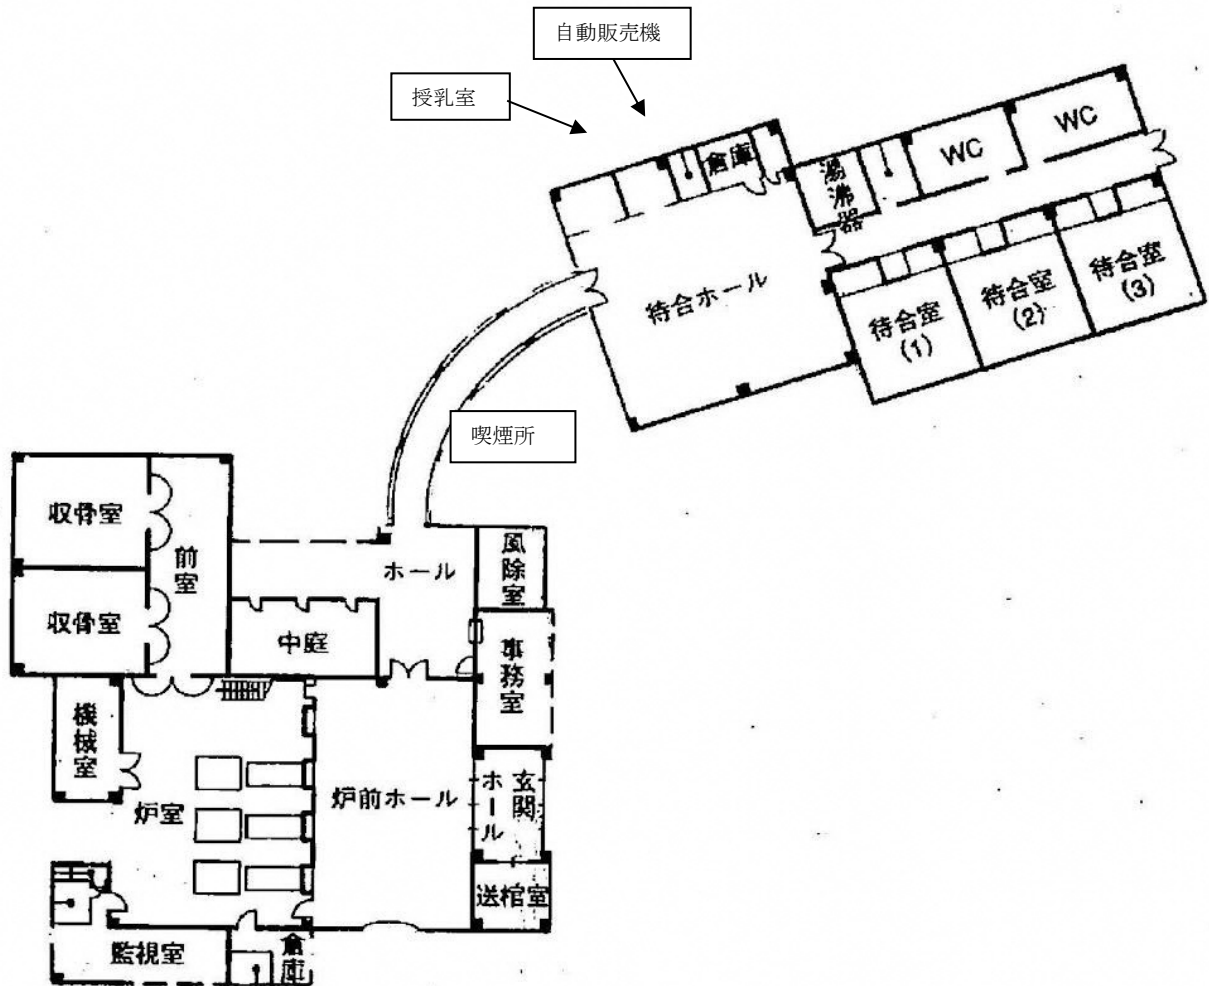 自動販売機
授乳室
倉庫
湯沸器
WC
WC
待合ホール
待合室
(1)
待合室
(2)
待合室
(3)
喫煙所
収骨室
前室
収骨室
ホール
風除室
中庭
事務室
機械室
炉室
炉前ホール
玄関
ホール
送棺室
監視室
倉庫